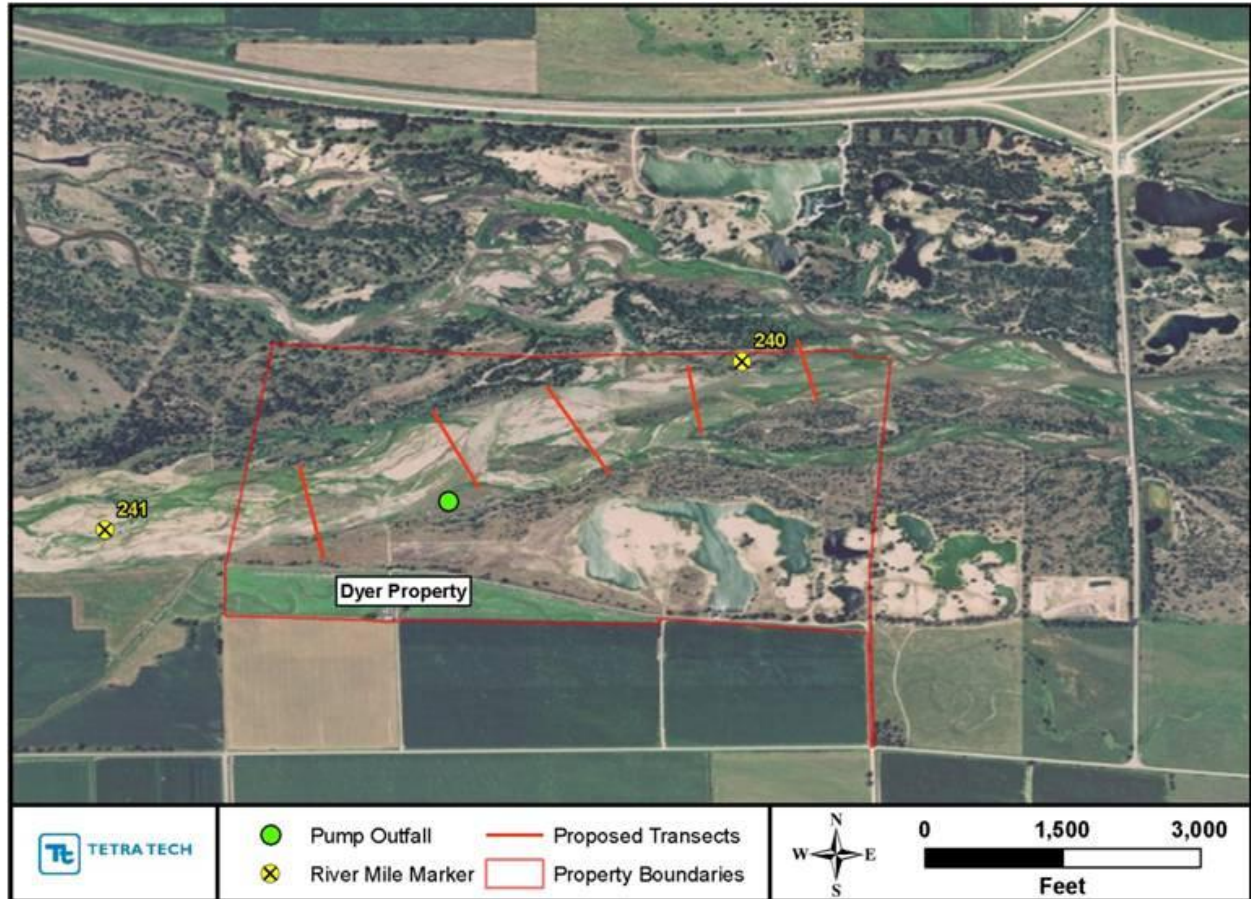 240
241
Dyer Property
Tt TETRA TECH
Pump Outfall
Proposed Transects
River Mile Marker
Property Boundaries
N
W E
S
0 1,500 3,000
Feet